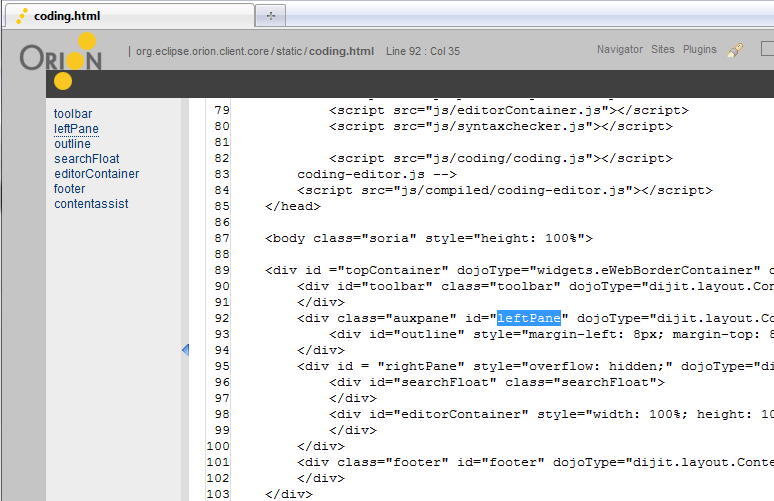 coding.html
ORION
| org.eclipse.orion.client.core / static / coding.html Line 92 : Col 35
Navigator Sites Plugins
toolbar
leftPane
outline
searchFloat
editorContainer
footer
contentassist
79 <script src="js/editorContainer.js"></script>
80 <script src="js/syntaxchecker.js"></script>
81
82 <script src="js/coding/coding.js"></script>
83 coding-editor.js -->
84 <script src="js/compiled/coding-editor.js"></script>
85 </head>
86
87 <body class="soria" style="height: 100%">
88
89 <div id ="topContainer" dojoType="widgets.eWebBorderContainer"
90 <div id="toolbar" class="toolbar" dojoType="dijit.layout.Con
91 </div>
92 <div class="auxpane" id="leftPane" dojoType="dijit.layout.Co
93 <div id="outline" style="margin-left: 8px; margin-top: 8
94 </div>
95 <div id = "rightPane" style="overflow: hidden;" dojoType="di
96 <div id="searchFloat" class="searchFloat">
97 </div>
98 <div id="editorContainer" style="width: 100%; height: 10
99 </div>
100 </div>
101 <div class="footer" id="footer" dojoType="dijit.layout.Conte
102 </div>
103 </div>